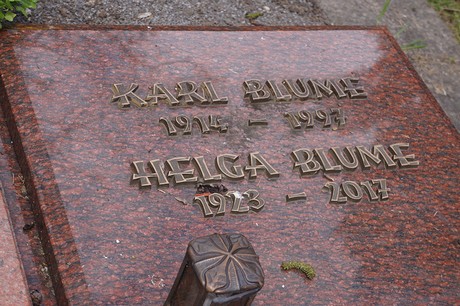 KARL BLUME
1914 - 1997
HELGA BLUME
1923 - 2017